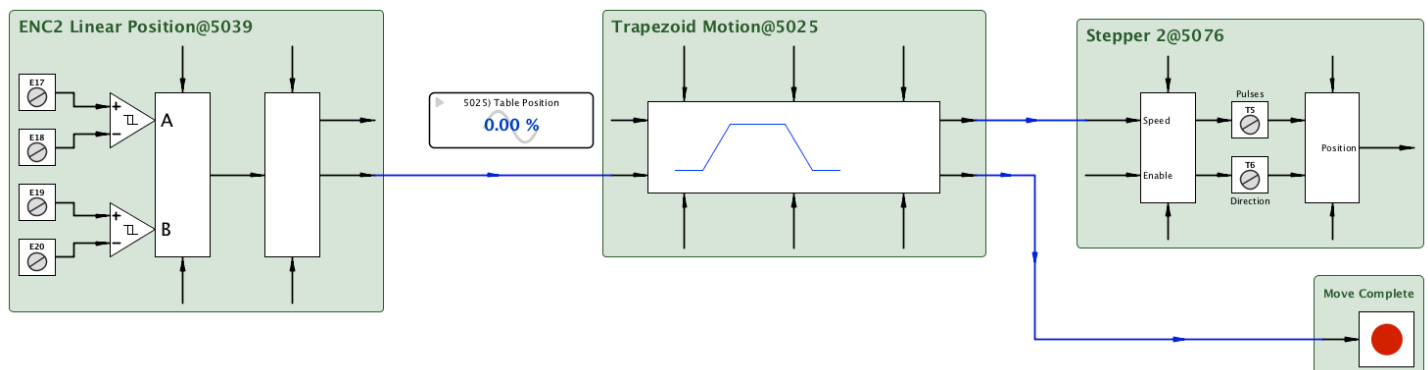 ENC2 Linear Position@5039
E17
+
−
E18
A
E19
+
−
E20
B
5025) Table Position
0.00 %
Trapezoid Motion@5025
Stepper 2@5076
Speed
Enable
Pulses
T5
T6
Direction
Position
Move Complete